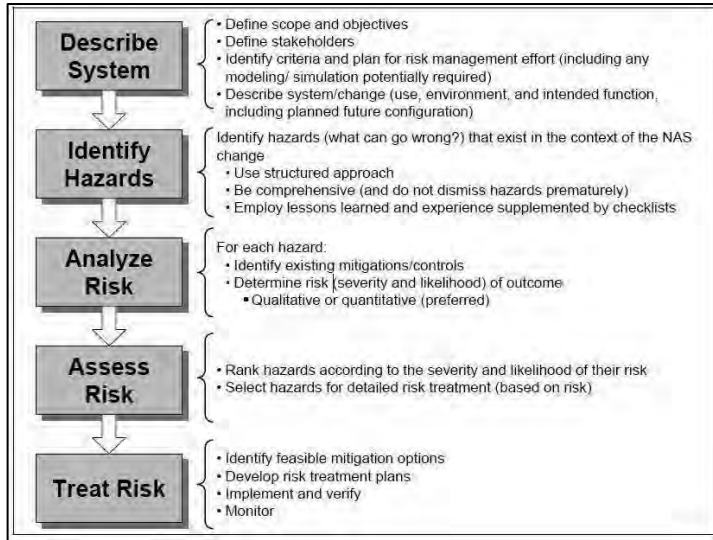 Describe
System
• Define scope and objectives
• Define stakeholders
• Identify criteria and plan for risk management effort (including any
modeling/ simulation potentially required)
• Describe system/change (use, environment, and intended function,
including planned future configuration)
Identify
Hazards
Identify hazards (what can go wrong?) that exist in the context of the NAS
change
• Use structured approach
• Be comprehensive (and do not dismiss hazards prematurely)
• Employ lessons learned and experience supplemented by checklists
Analyze
Risk
For each hazard:
• Identify existing mitigations/controls
• Determine risk (severity and likelihood) of outcome
▪ Qualitative or quantitative (preferred)
Assess
Risk
• Rank hazards according to the severity and likelihood of their risk
• Select hazards for detailed risk treatment (based on risk)
Treat Risk
• Identify feasible mitigation options
• Develop risk treatment plans
• Implement and verify
• Monitor